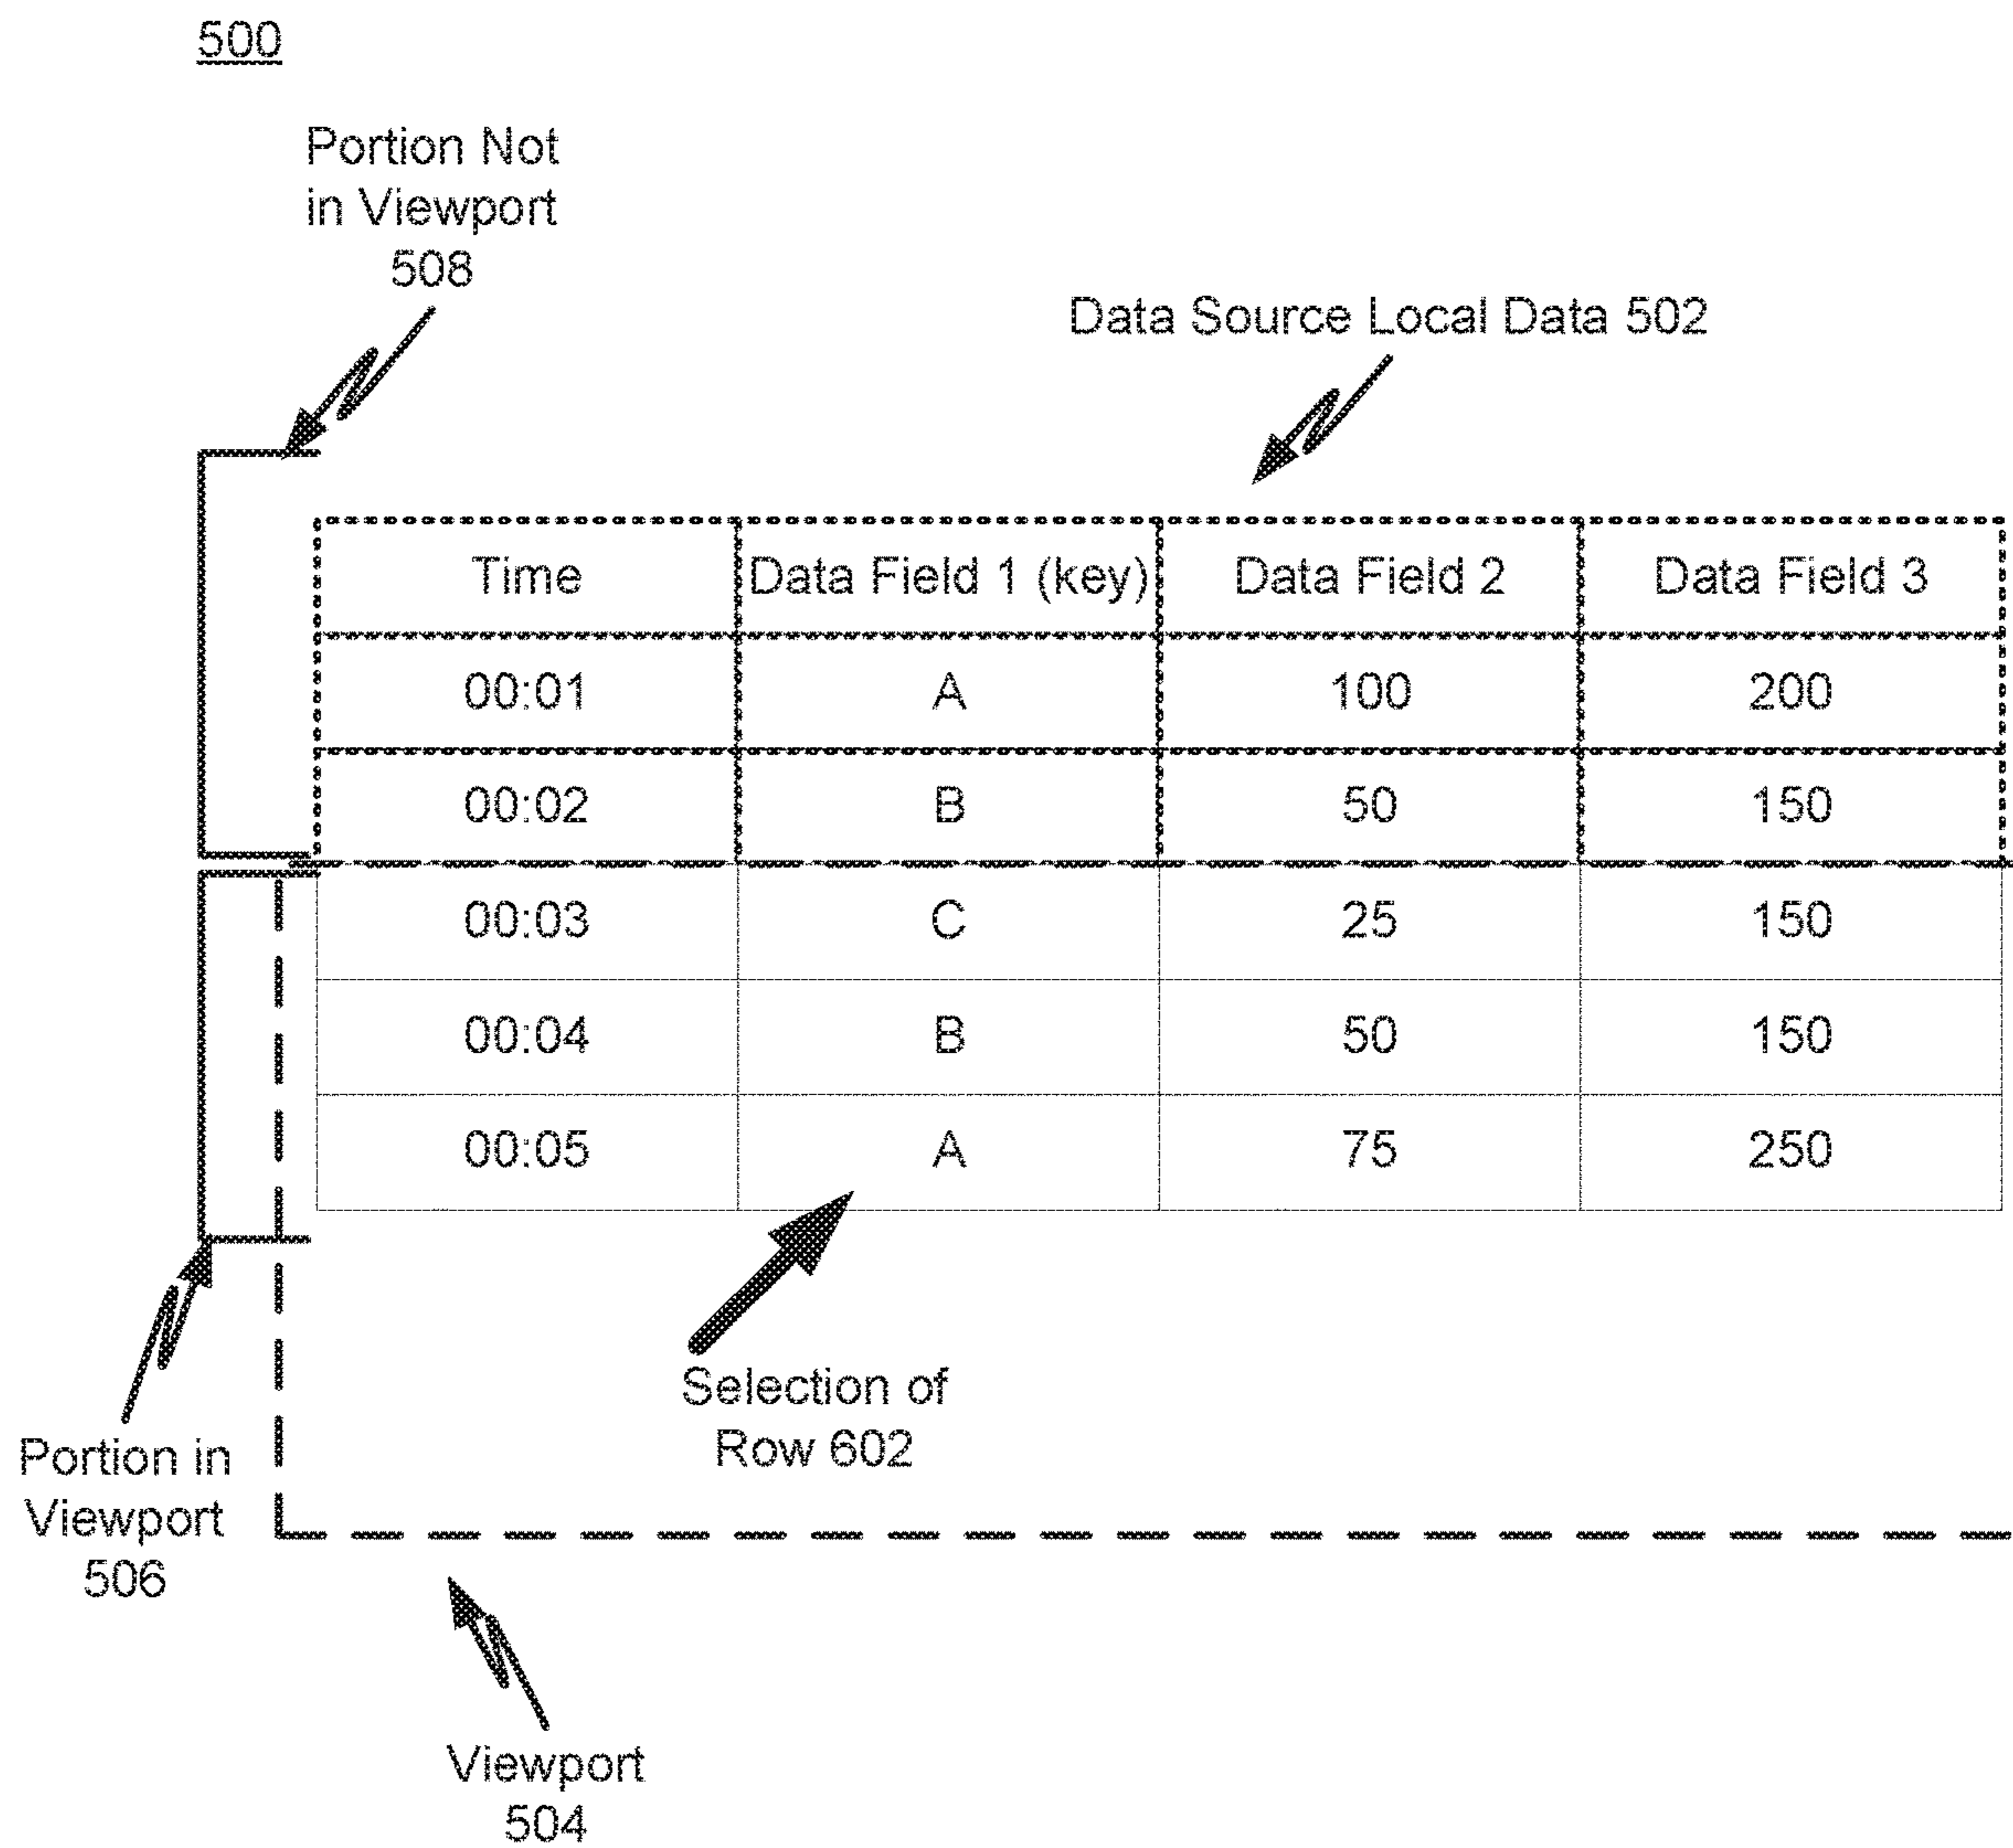 500
Portion Not
in Viewport
508
Data Source Local Data 502
Time Data Field 1 (key) Data Field 2 Data Field 3
00:01 A 100 200
00:02 B 50 150
00:03 C 25 150
00:04 B 50 150
00:05 A 75 250
Selection of
Row 602
Portion in
Viewport
506
Viewport
504